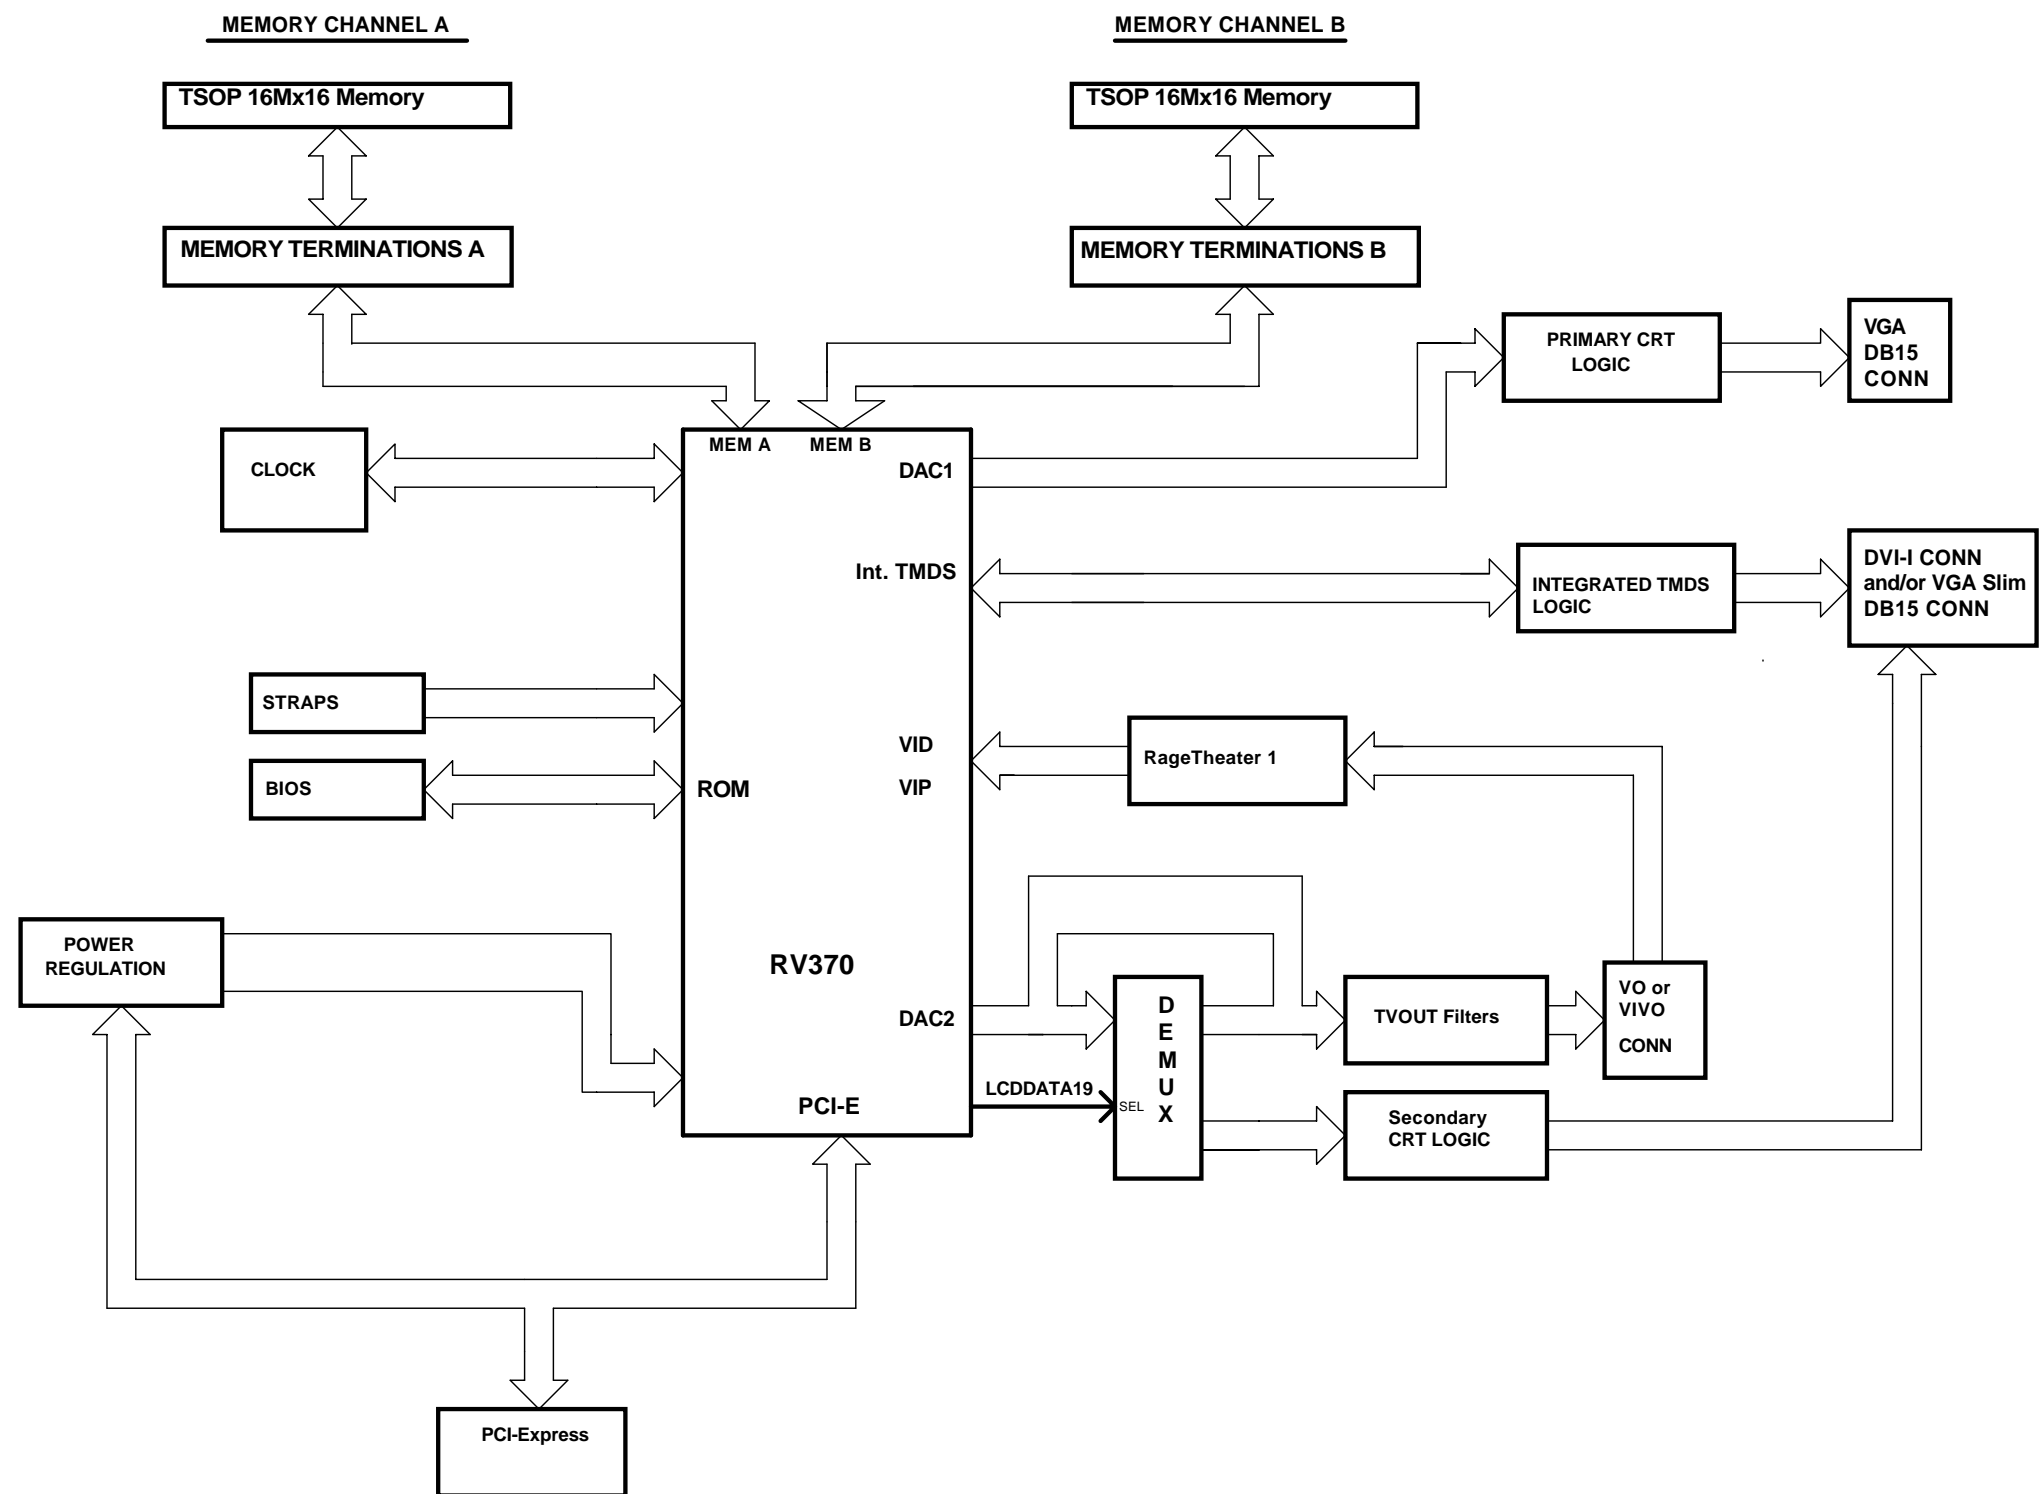 MEMORY CHANNEL A
MEMORY CHANNEL B
TSOP 16Mx16 Memory
TSOP 16Mx16 Memory
MEMORY TERMINATIONS A
MEMORY TERMINATIONS B
PRIMARY CRT
LOGIC
VGA
DB15
CONN
CLOCK
MEM A
MEM B
DAC1
Int. TMDS
INTEGRATED TMDS
LOGIC
DVI-I CONN
and/or VGA Slim
DB15 CONN
STRAPS
BIOS
ROM
VID
VIP
RageTheater 1
POWER
REGULATION
RV370
DAC2
PCI-E
LCDDATA19
SEL
D
E
M
U
X
TVOUT Filters
VO or
VIVO
CONN
Secondary
CRT LOGIC
PCI-Express